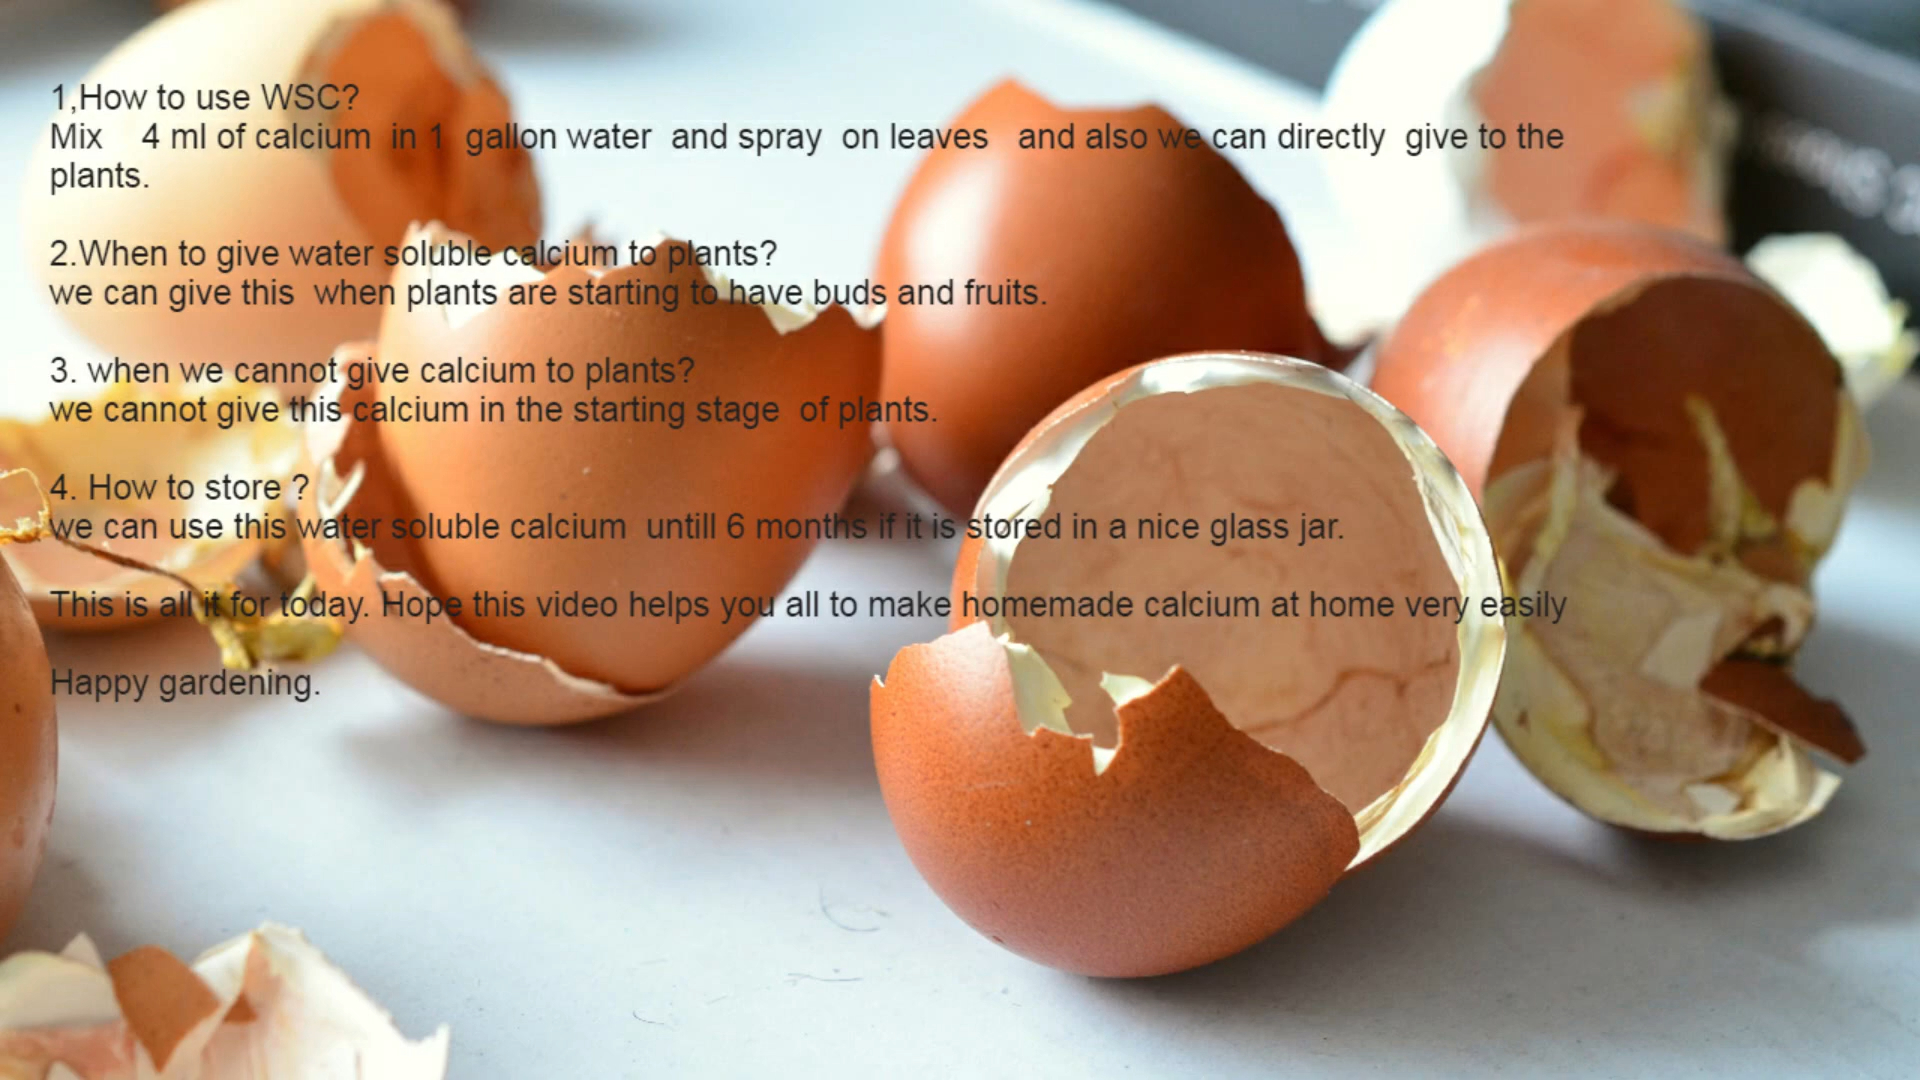 1,How to use WSC?
Mix 4 ml of calcium in 1 gallon water and spray on leaves and also we can directly give to the
plants.
2.When to give water soluble calcium to plants?
we can give this when plants are starting to have buds and fruits.
3. when we cannot give calcium to plants?
we cannot give this calcium in the starting stage of plants.
4. How to store ?
we can use this water soluble calcium untill 6 months if it is stored in a nice glass jar.
This is all it for today. Hope this video helps you all to make homemade calcium at home very easily
Happy gardening.